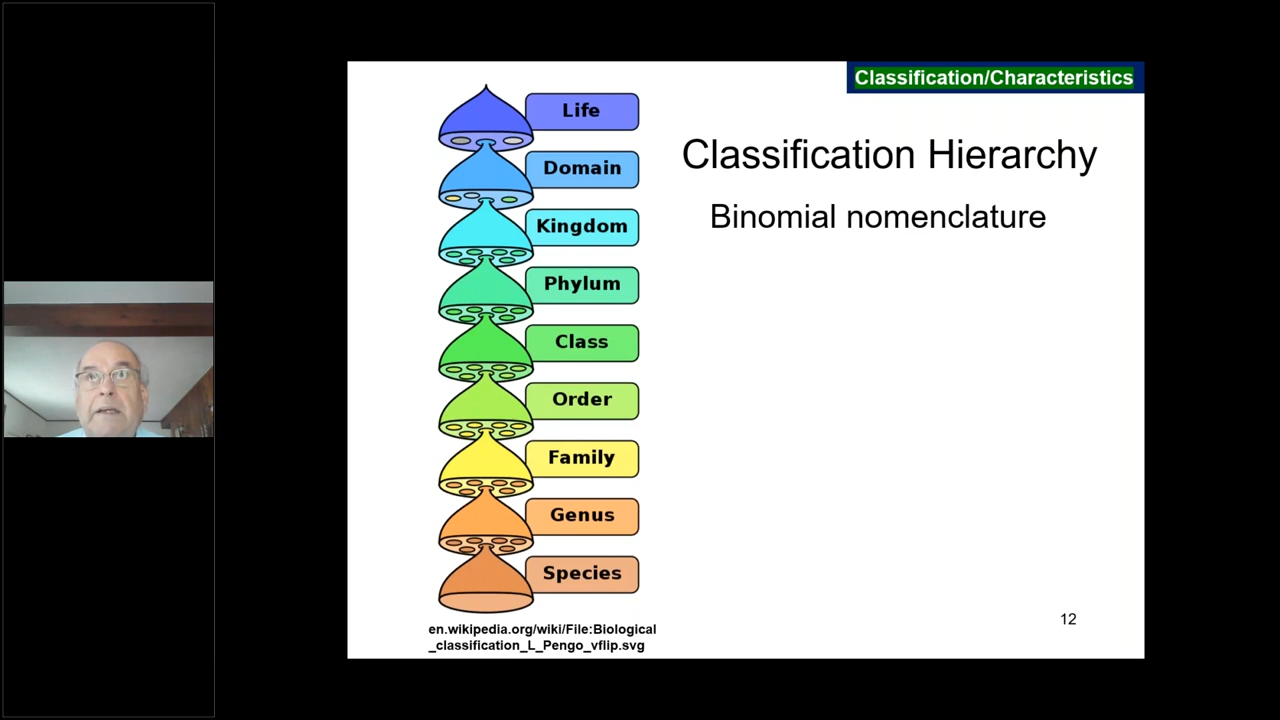 Classification/Characteristics
Classification Hierarchy
Binomial nomenclature
Life
Domain
Kingdom
Phylum
Class
Order
Family
Genus
Species
en.wikipedia.org/wiki/File:Biological
_classification_L_Pengo_vflip.svg
12